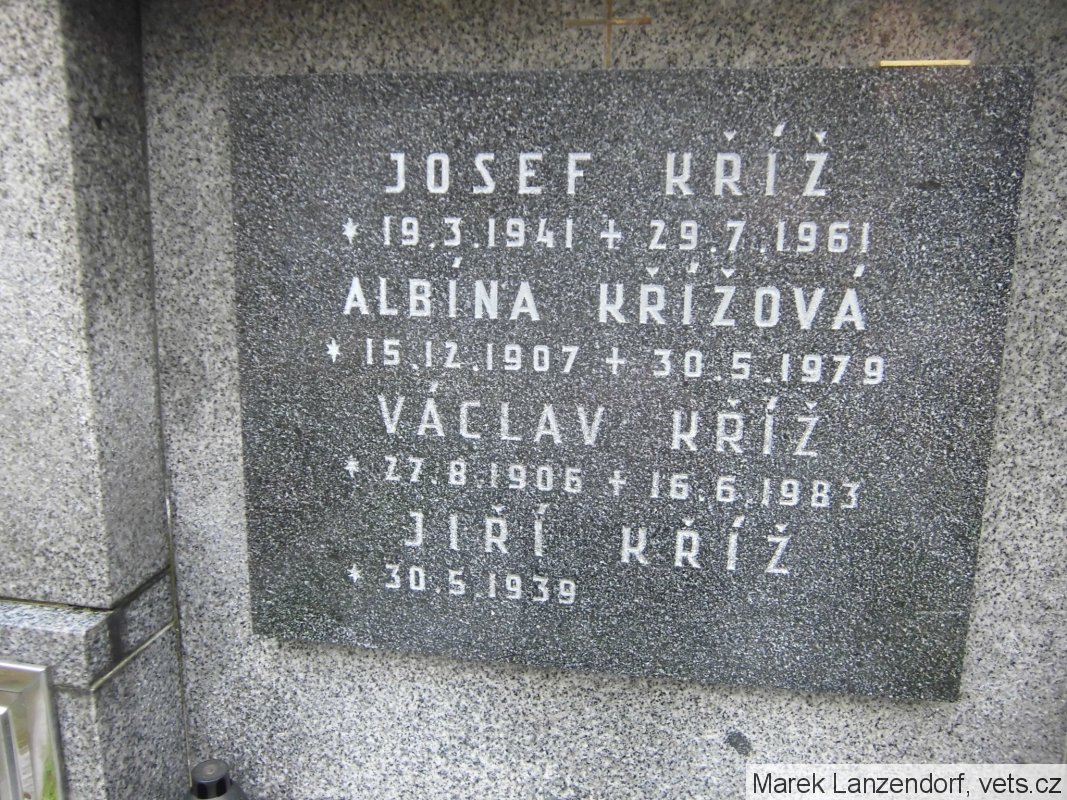 JOSEF KŘÍŽ
* 19.3.1941 + 29.7.1961
ALBÍNA KŘÍŽOVÁ
* 15.12.1907 + 30.5.1979
VÁCLAV KŘÍŽ
* 27.8.1906 + 16.6.1983
JIŘÍ KŘÍŽ
* 30.5.1939
Marek Lanzendorf, vets.cz